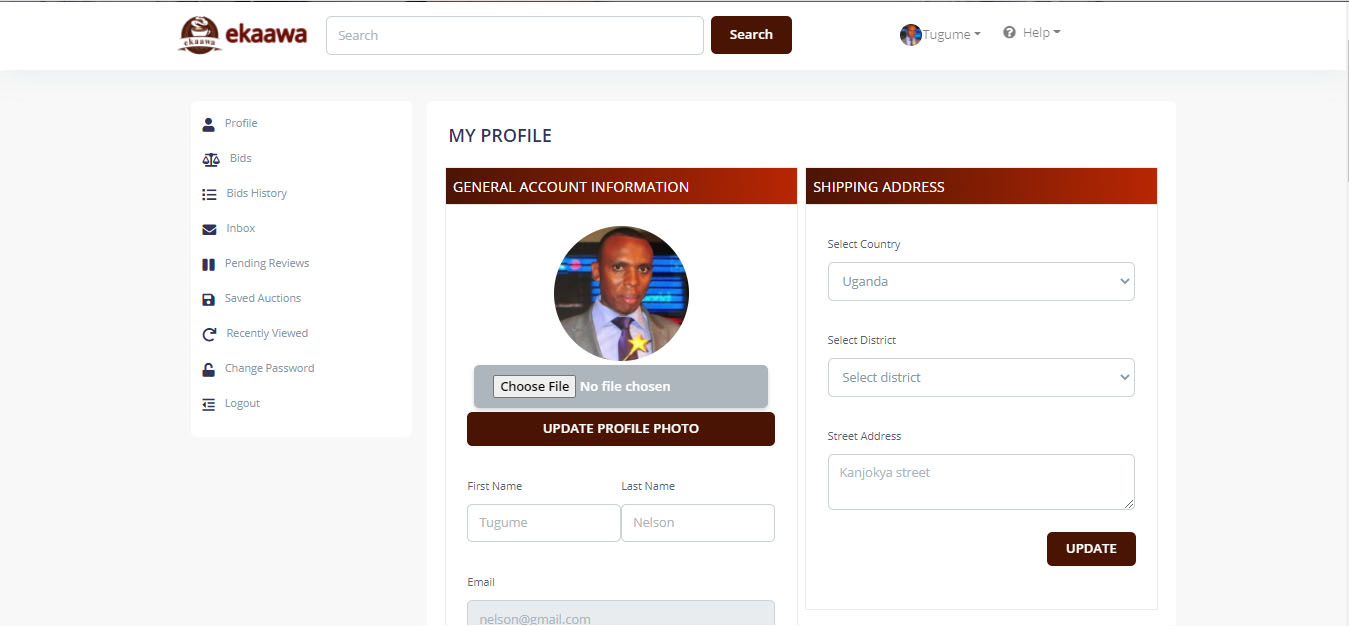 ekaawa
ekaawa
Search
Search
Tugume
Help
Profile
Bids
Bids History
Inbox
Pending Reviews
Saved Auctions
Recently Viewed
Change Password
Logout
MY PROFILE
GENERAL ACCOUNT INFORMATION
Choose File No file chosen
UPDATE PROFILE PHOTO
First Name Last Name
Tugume Nelson
Email
nelson@gmail.com
SHIPPING ADDRESS
Select Country
Uganda
Select District
Select district
Street Address
Kanjokya street
UPDATE